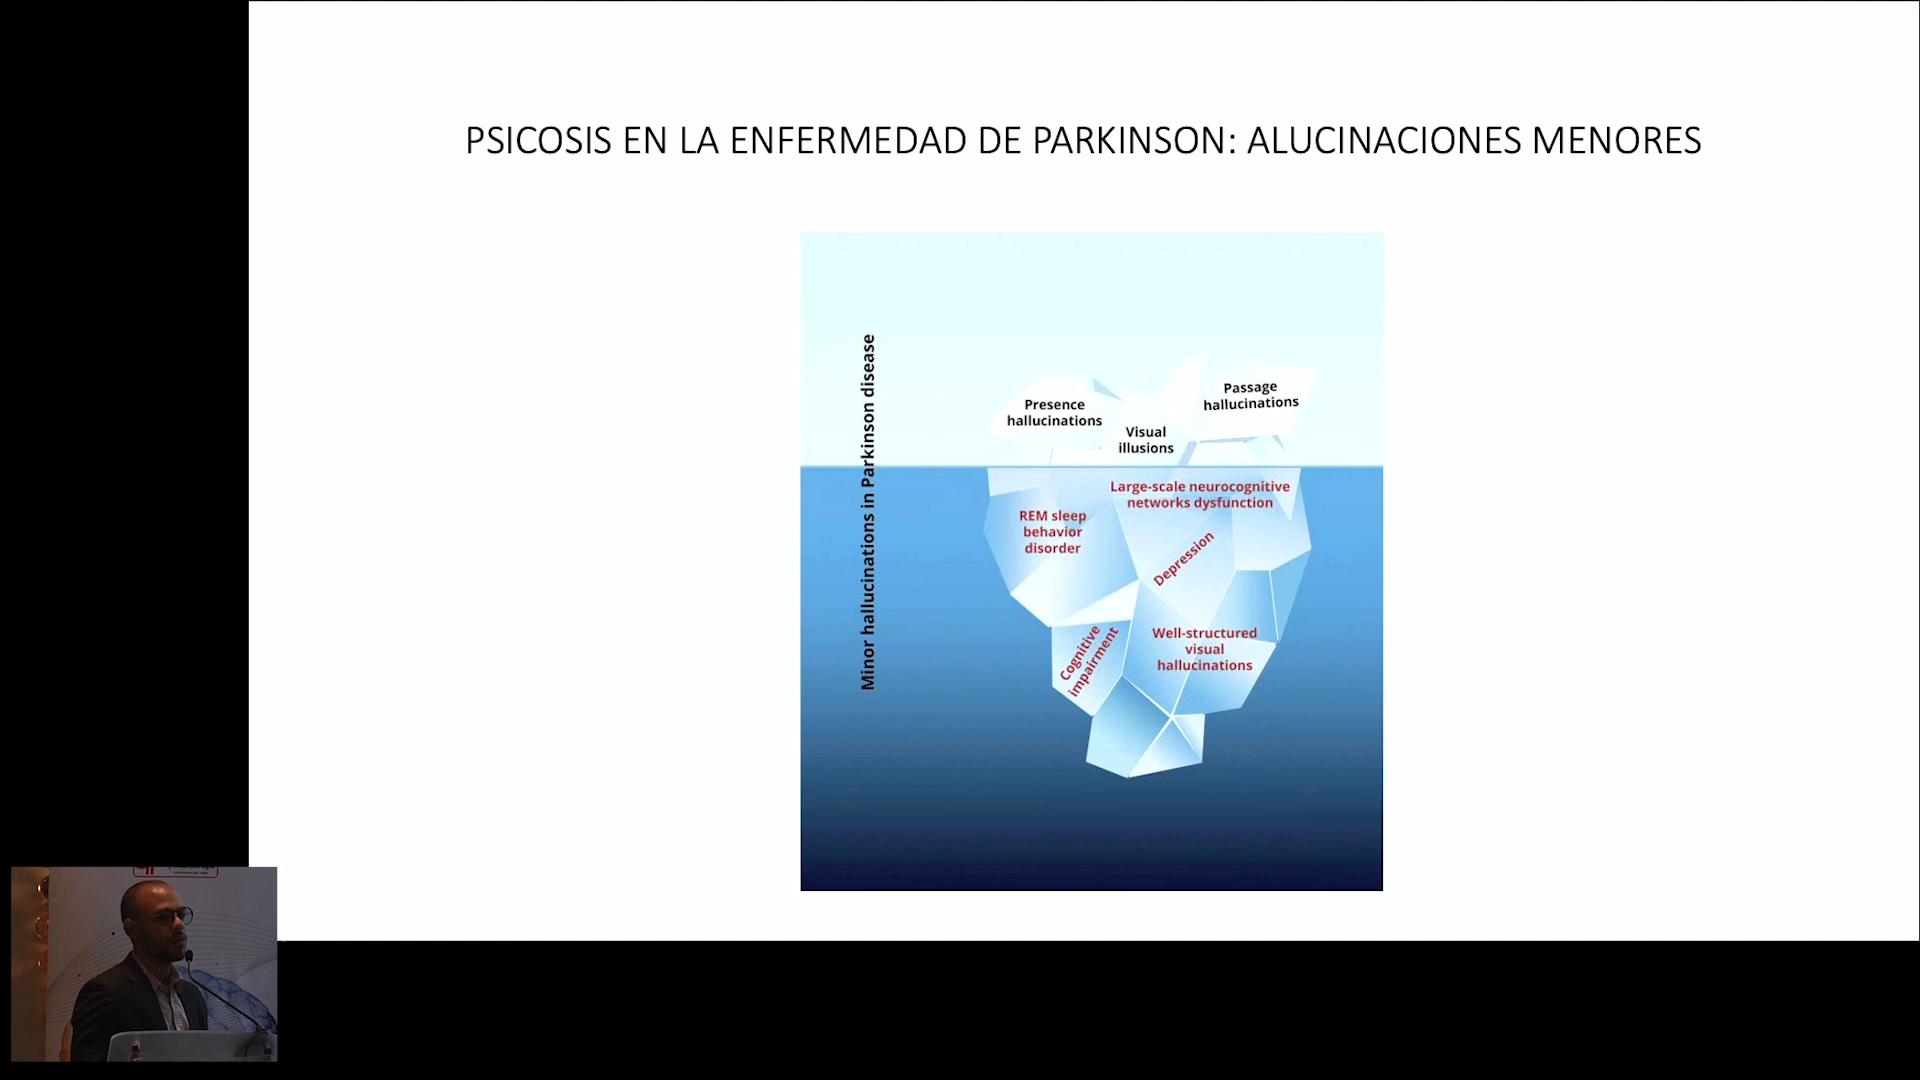 PSICOSIS EN LA ENFERMEDAD DE PARKINSON: ALUCINACIONES MENORES
Minor hallucinations in Parkinson disease
Presence
hallucinations
Visual
illusions
Passage
hallucinations
Large-scale neurocognitive
networks dysfunction
REM sleep
behavior
disorder
Depression
Cognitive
impairment
Well-structured
visual
hallucinations